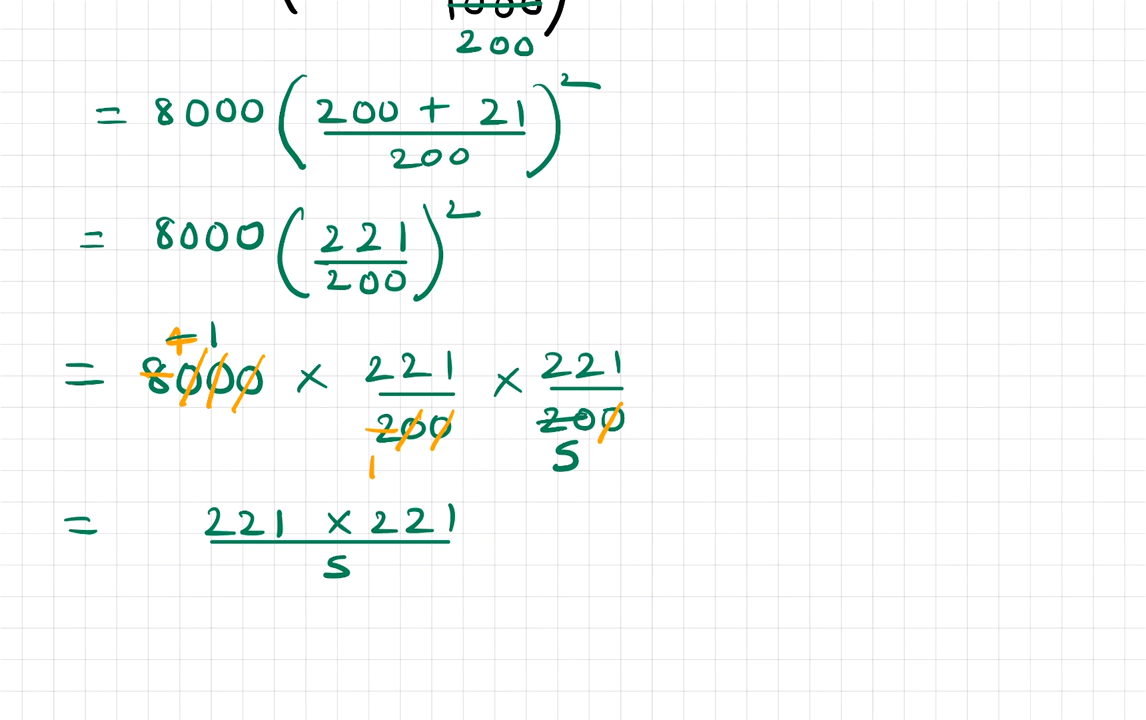 ( 1000 )
200
= 8000 ( 200 + 21 / 200 )²
= 8000 ( 221 / 200 )²
4 1
= 8000 × 221 / 200 × 221 / 200
1 5
= 221 × 221 / 5